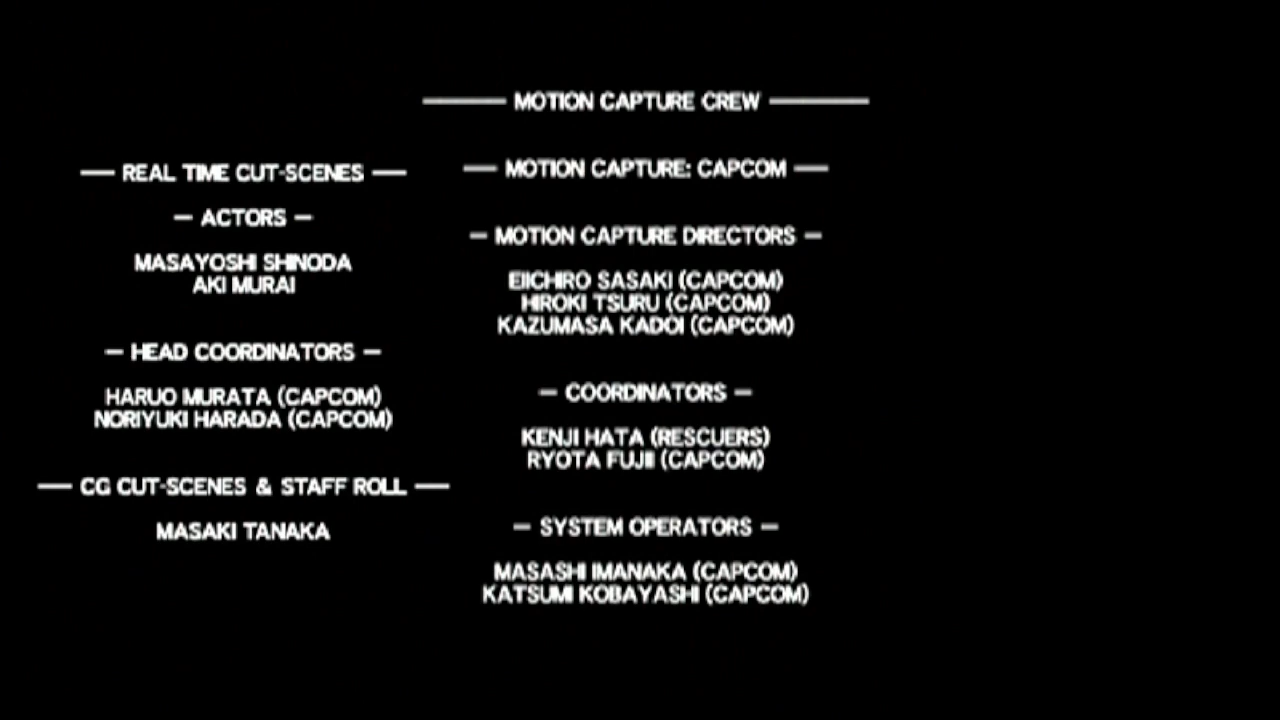 MOTION CAPTURE CREW
— REAL TIME CUT-SCENES —
— ACTORS —
MASAYOSHI SHINODA
AKI MURAI
— HEAD COORDINATORS —
HARUO MURATA (CAPCOM)
NORIYUKI HARADA (CAPCOM)
— CG CUT-SCENES & STAFF ROLL —
MASAKI TANAKA
— MOTION CAPTURE: CAPCOM —
— MOTION CAPTURE DIRECTORS —
EIICHIRO SASAKI (CAPCOM)
HIROKI TSURU (CAPCOM)
KAZUMASA KADOI (CAPCOM)
— COORDINATORS —
KENJI HATA (RESCUERS)
RYOTA FUJII (CAPCOM)
— SYSTEM OPERATORS —
MASASHI IMANAKA (CAPCOM)
KATSUMI KOBAYASHI (CAPCOM)